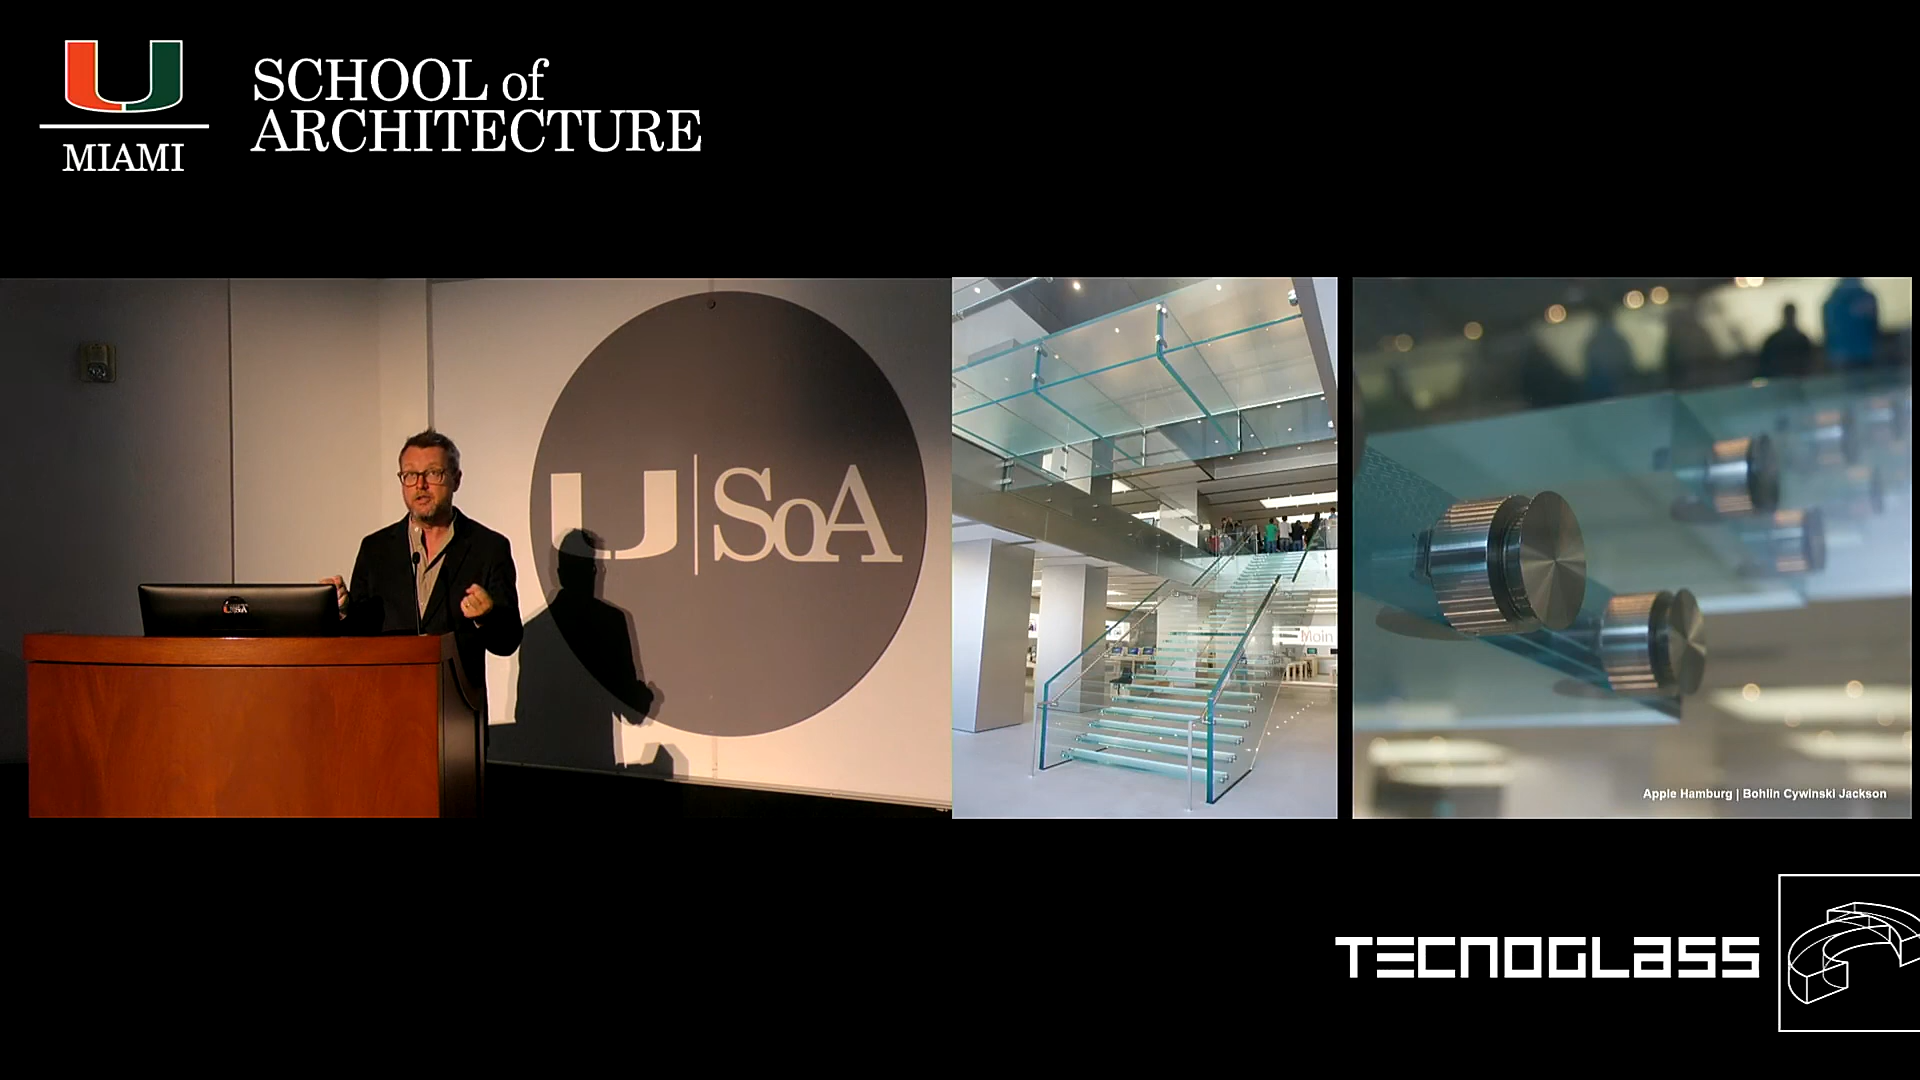 MIAMI
SCHOOL of
ARCHITECTURE
U SoA
Moin
Apple Hamburg | Bohlin Cywinski Jackson
TECNOGLASS